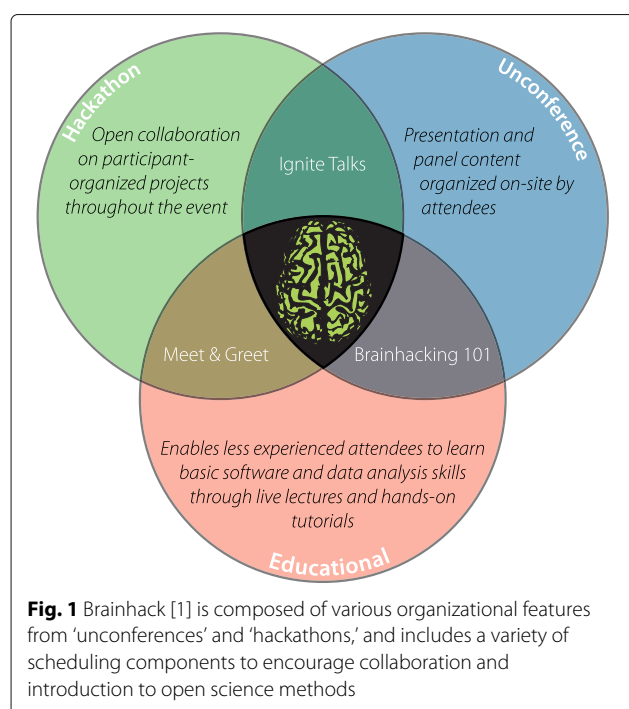 Hackathon
Unconference
Open collaboration
on participant-
organized projects
throughout the event
Ignite Talks
Presentation and
panel content
organized on-site by
attendees
Meet & Greet
Brainhacking 101
Enables less experienced attendees to learn
basic software and data analysis skills
through live lectures and hands-on
tutorials
Educational
Fig. 1 Brainhack [1] is composed of various organizational features
from ‘unconferences’ and ‘hackathons,’ and includes a variety of
scheduling components to encourage collaboration and
introduction to open science methods